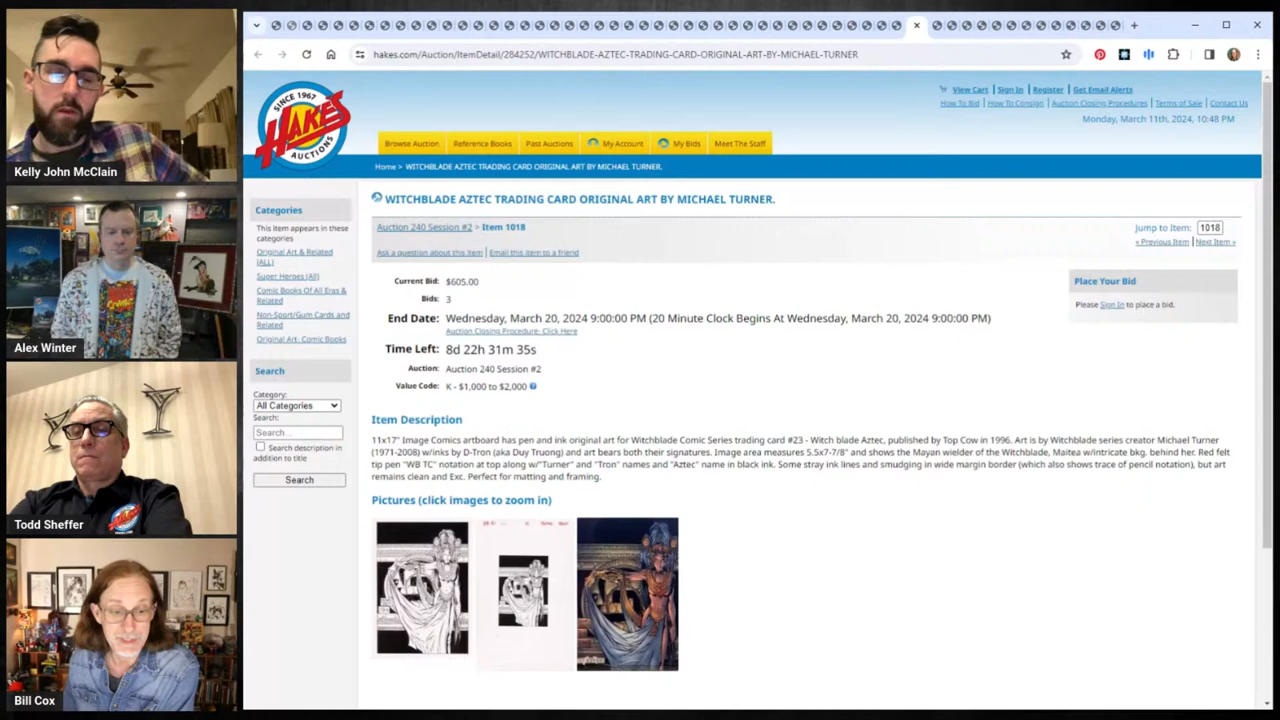 Kelly John McClain
Alex Winter
Todd Sheffer
Bill Cox
hakes.com/Auction/ItemDetail/284252/WITCHBLADE-AZTEC-TRADING-CARD-ORIGINAL-ART-BY-MICHAEL-TURNER
SINCE 1967
HAKE'S
AUCTIONS
View Cart | Sign In | Register | Get Email Alerts
How To Bid | How To Consign | Auction Closing Procedures | Terms of Sale | Contact Us
Monday, March 11th, 2024, 10:48 PM
Browse Auction Reference Books Past Auctions My Account My Bids Meet The Staff
Home > WITCHBLADE AZTEC TRADING CARD ORIGINAL ART BY MICHAEL TURNER.
Categories
This item appears in these
categories
Original Art & Related
(ALL)
Super Heroes (All)
Comic Books Of All Eras &
Related
Non-Sport/Gum Cards and
Related
Original Art- Comic Books
Search
Category:
All Categories
Search:
Search...
Search description in
addition to title
Search
WITCHBLADE AZTEC TRADING CARD ORIGINAL ART BY MICHAEL TURNER.
Auction 240 Session #2 > Item 1018
Jump to Item: 1018
Ask a question about this item | Email this item to a friend
« Previous Item | Next Item »
Current Bid: $605.00
Bids: 3
End Date: Wednesday, March 20, 2024 9:00:00 PM (20 Minute Clock Begins At Wednesday, March 20, 2024 9:00:00 PM)
Auction Closing Procedure: Click Here
Time Left: 8d 22h 31m 35s
Auction: Auction 240 Session #2
Value Code: K - $1,000 to $2,000
Place Your Bid
Please Sign In to place a bid.
Item Description
11x17" Image Comics artboard has pen and ink original art for Witchblade Comic Series trading card #23 - Witch blade Aztec, published by Top Cow in 1996. Art is by Witchblade series creator Michael Turner
(1971-2008) w/inks by D-Tron (aka Duy Truong) and art bears both their signatures. Image area measures 5.5x7-7/8" and shows the Mayan wielder of the Witchblade, Maitea w/intricate bkg. behind her. Red felt
tip pen "WB TC" notation at top along w/"Turner" and "Tron" names and "Aztec" name in black ink. Some stray ink lines and smudging in wide margin border (which also shows trace of pencil notation), but art
remains clean and Exc. Perfect for matting and framing.
Pictures (click images to zoom in)